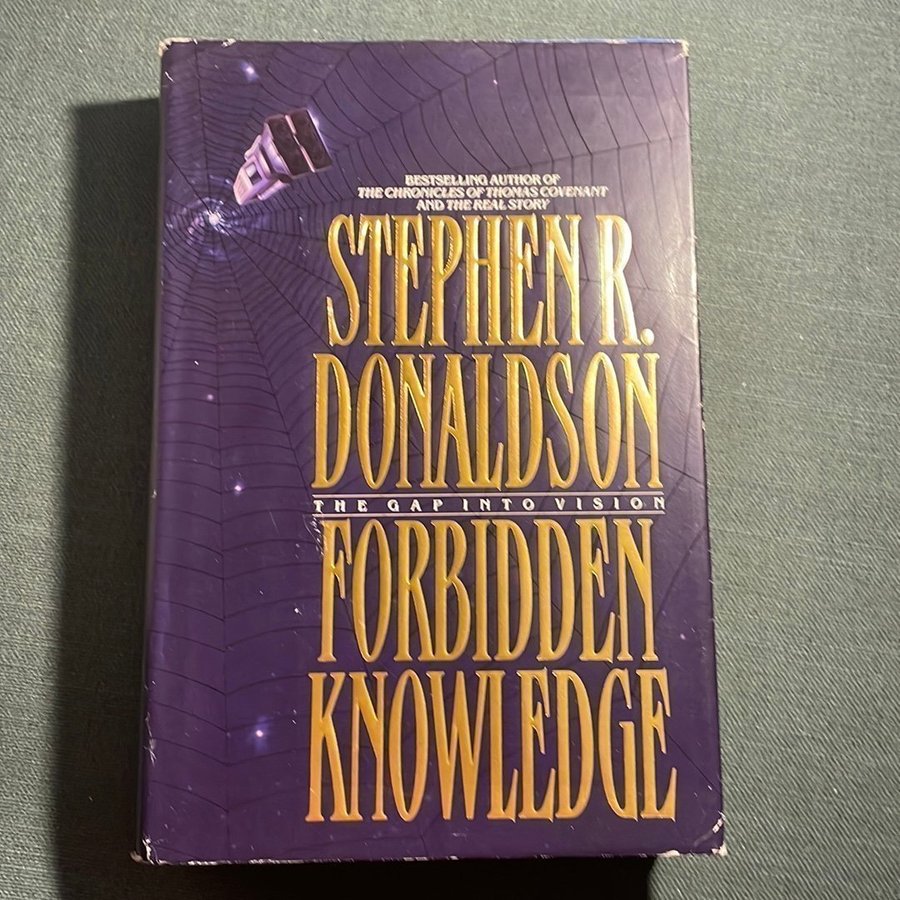 BESTSELLING AUTHOR OF
THE CHRONICLES OF THOMAS COVENANT
AND THE REAL STORY
STEPHEN R.
DONALDSON
THE GAP INTO VISION
FORBIDDEN
KNOWLEDGE